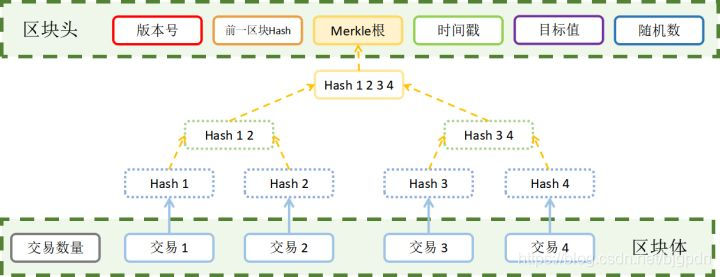 区块头
版本号
前一区块Hash
Merkle根
时间戳
目标值
随机数
Hash 1 2 3 4
Hash 1 2
Hash 3 4
Hash 1
Hash 2
Hash 3
Hash 4
交易数量
交易 1
交易 2
交易 3
交易 4
区块体
https://blog.csdn.net/bjgpdn